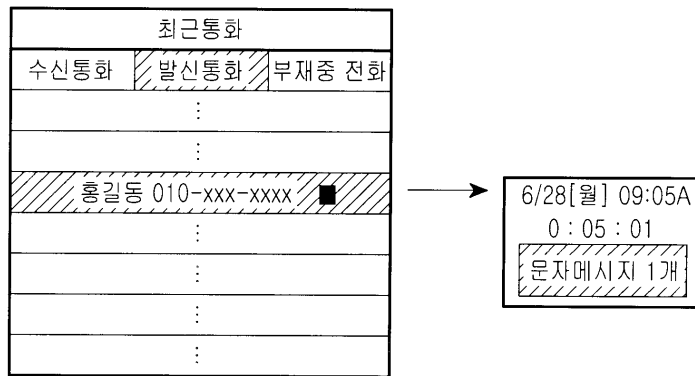 최근통화
수신통화 발신통화 부재중 전화
⋮
⋮
홍길동 010-xxx-xxxx ■
⋮
⋮
⋮
⋮
6/28[월] 09:05A
0 : 05 : 01
문자메시지 1개